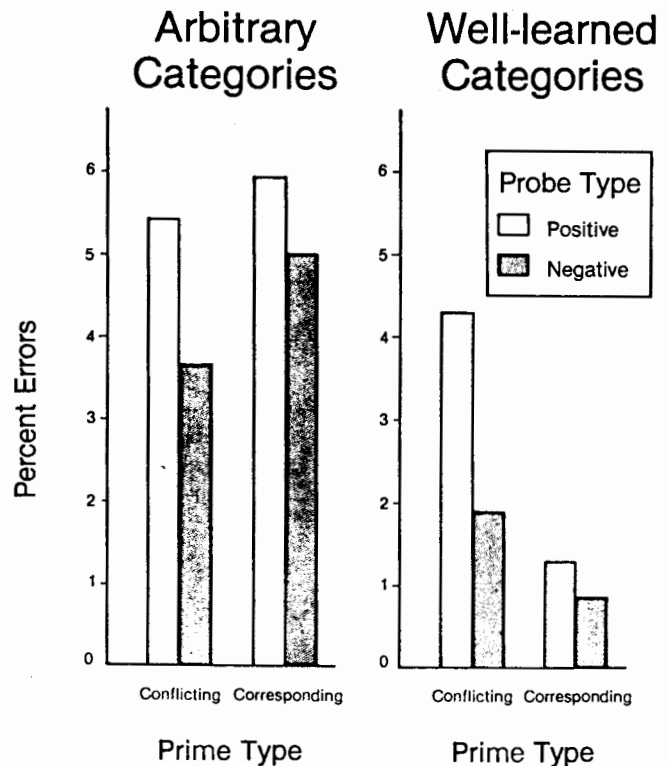 Arbitrary
Categories
Well-learned
Categories
Percent Errors
6
5
4
3
2
1
0
Conflicting Corresponding
Prime Type
6
5
4
3
2
1
0
Probe Type
Positive
Negative
Conflicting Corresponding
Prime Type